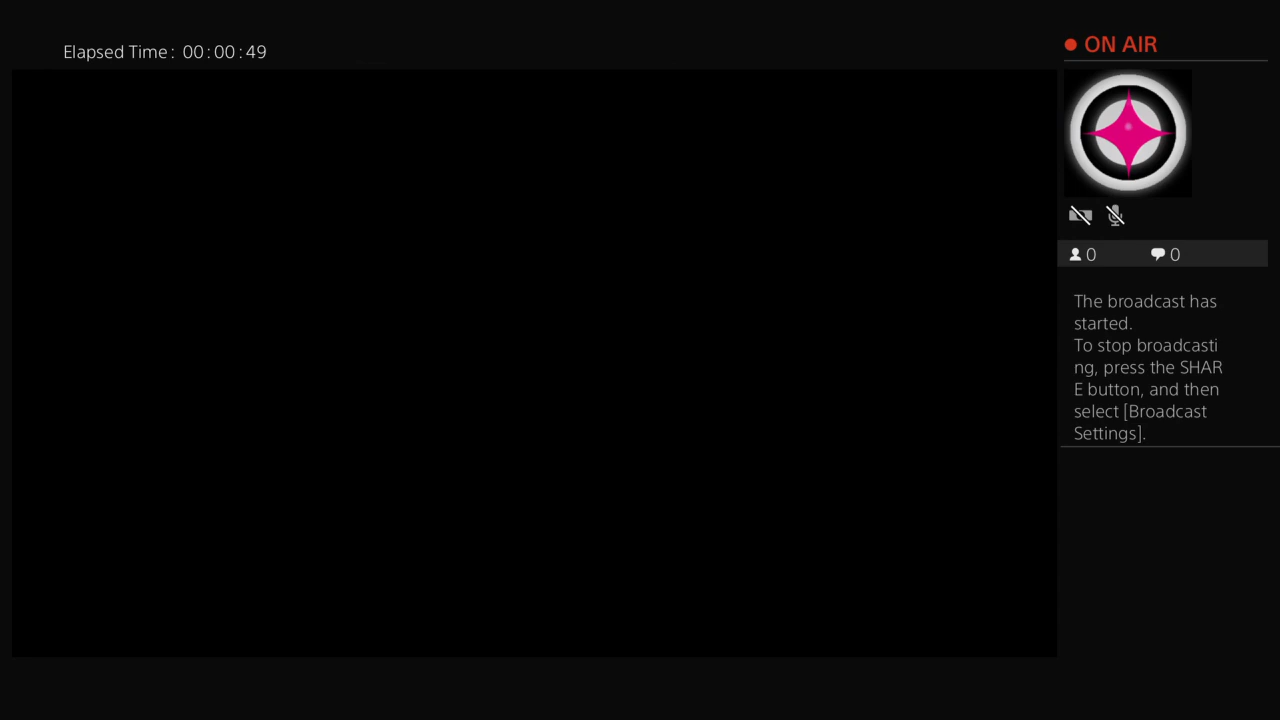 Elapsed Time: 00:00:49
ON AIR
0 0
The broadcast has
started.
To stop broadcasti
ng, press the SHAR
E button, and then
select [Broadcast
Settings].